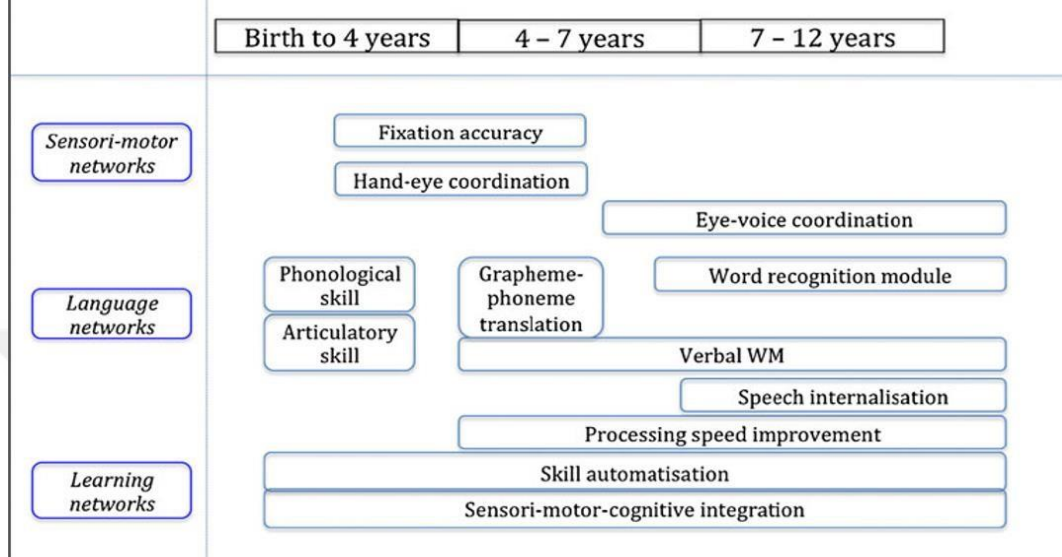 Birth to 4 years
4 – 7 years
7 – 12 years
Sensori-motor
networks
Fixation accuracy
Hand-eye coordination
Eye-voice coordination
Language
networks
Phonological
skill
Articulatory
skill
Grapheme-
phoneme
translation
Word recognition module
Verbal WM
Speech internalisation
Processing speed improvement
Learning
networks
Skill automatisation
Sensori-motor-cognitive integration